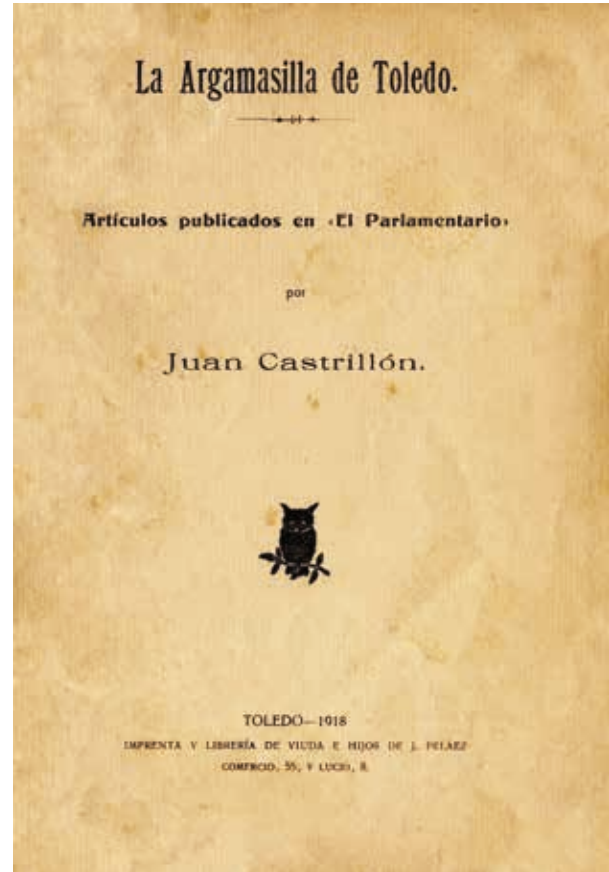 La Argamasilla de Toledo.
Artículos publicados en «El Parlamentario»
por
Juan Castrillón.
TOLEDO—1918
IMPRENTA Y LIBRERÍA DE VIUDA E HIJOS DE J. PELÁEZ
COMERCIO, 55, Y LUCIO, 8.